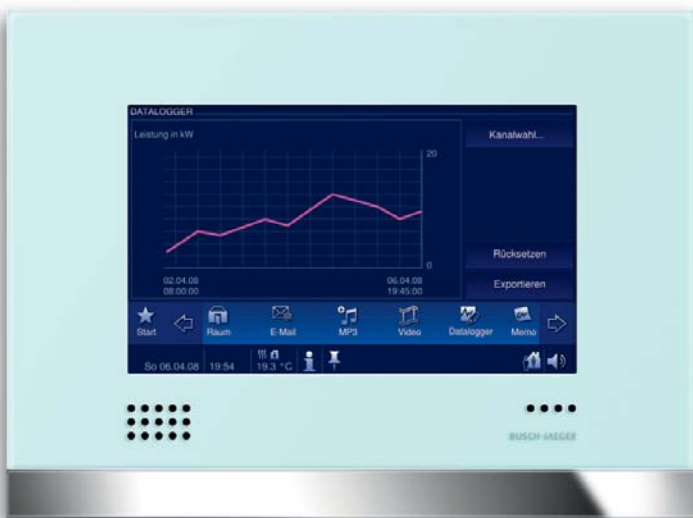 DATALOGGER
Leistung in kW
Kanalwahl...
20
0
Rücksetzen
02.04.08
08:00:00
06.04.08
19:45:00
Exportieren
Start
Raum
E-Mail
MP3
Video
Datalogger
Memo
So 06.04.08
19:54
19.3 °C
BUSCH-JAEGER